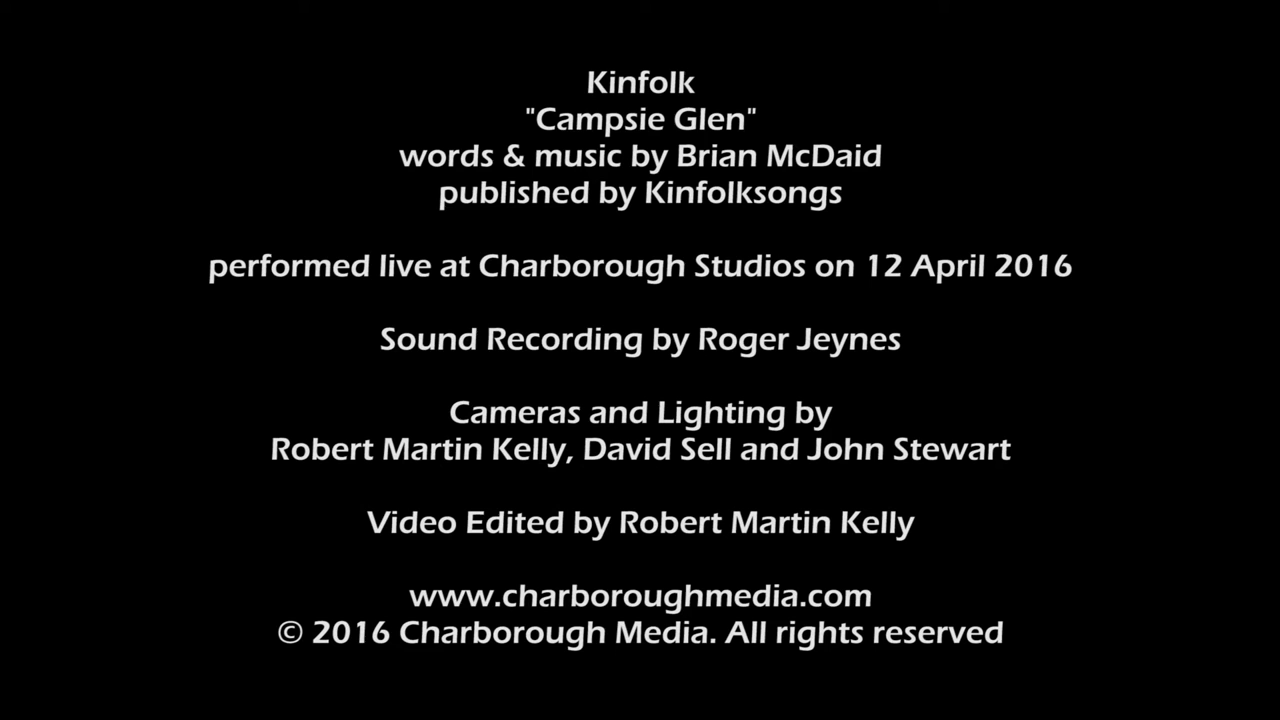 Kinfolk
"Campsie Glen"
words & music by Brian McDaid
published by Kinfolksongs
performed live at Charborough Studios on 12 April 2016
Sound Recording by Roger Jeynes
Cameras and Lighting by
Robert Martin Kelly, David Sell and John Stewart
Video Edited by Robert Martin Kelly
www.charboroughmedia.com
© 2016 Charborough Media. All rights reserved